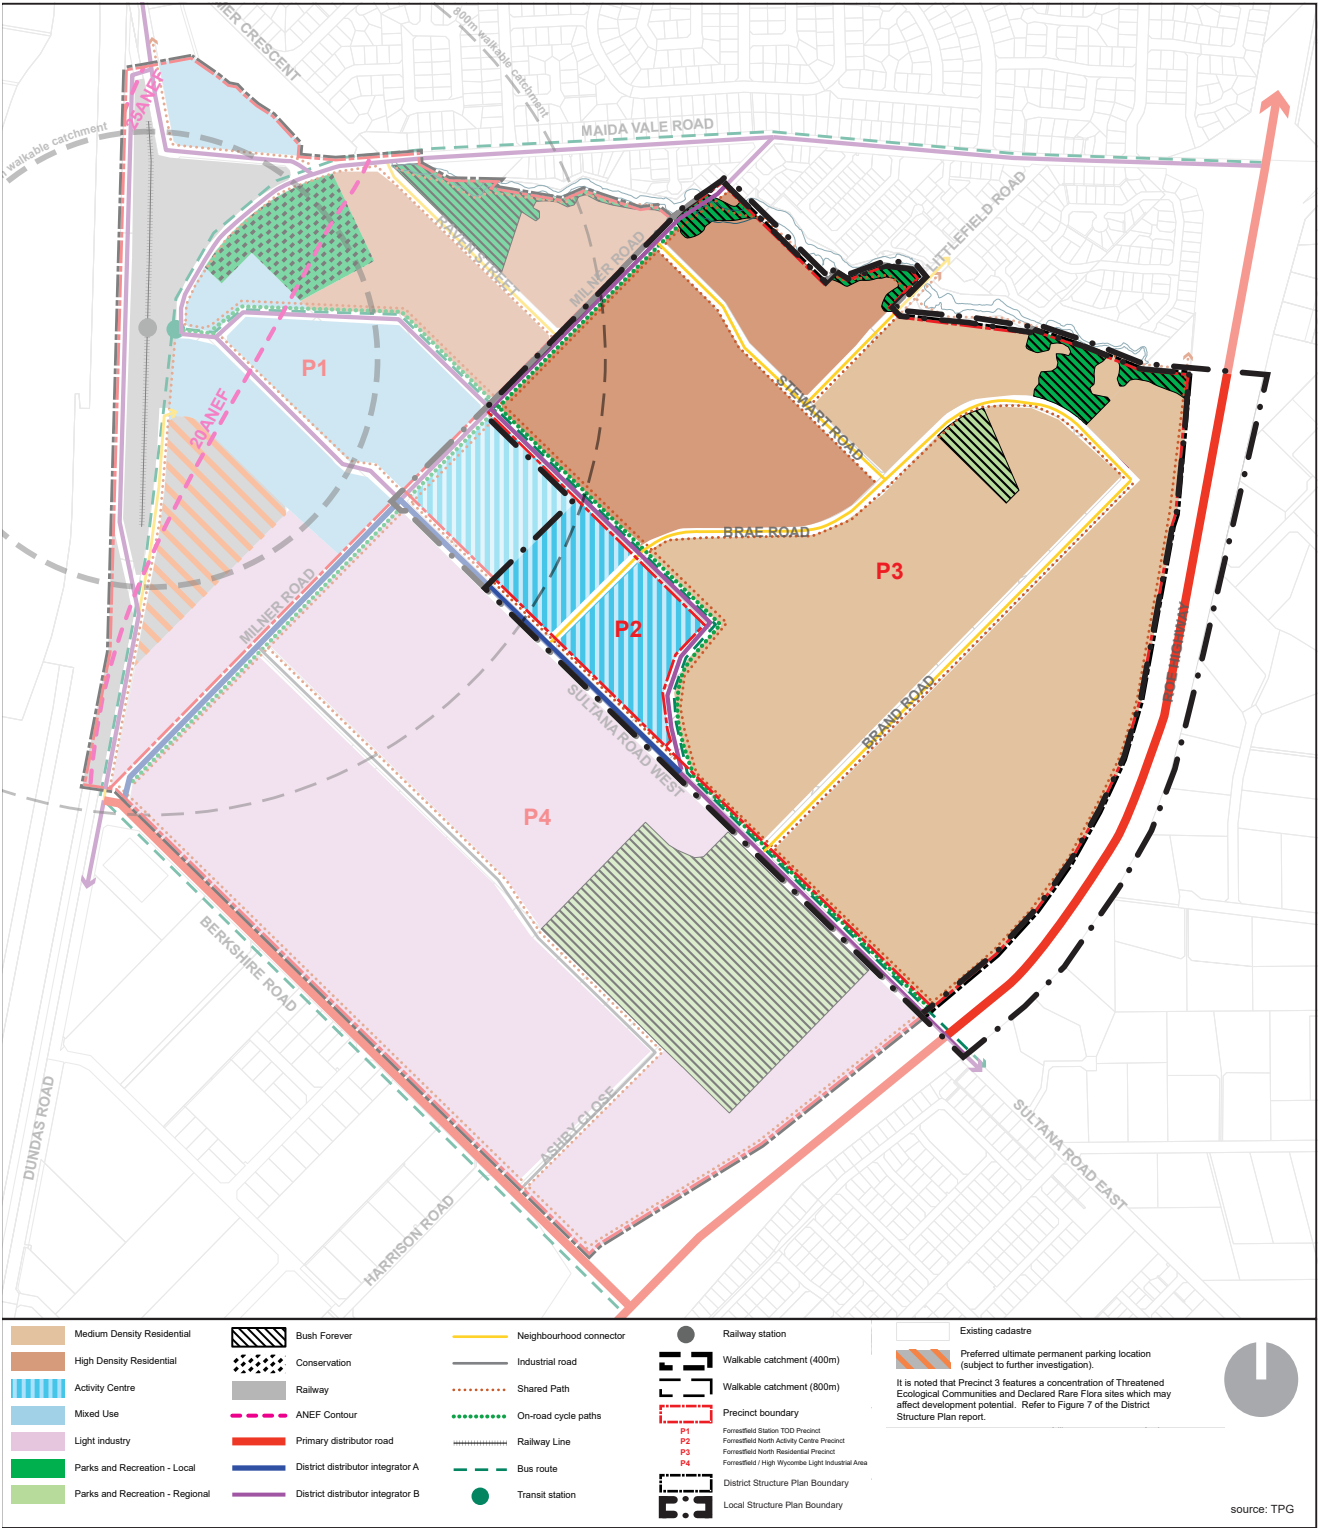 MER CRESCENT
800m walkable catchment
25ANEF
m walkable catchment
MAIDA VALE ROAD
LITTLEFIELD ROAD
RAVEN STREET
MILNER ROAD
P1
20ANEF
STEWART ROAD
BRAE ROAD
P3
MILNER ROAD
P2
ROE HIGHWAY
SULTANA ROAD WEST
BRAND ROAD
P4
BERKSHIRE ROAD
DUNDAS ROAD
ASHBY CLOSE
HARRISON ROAD
SULTANA ROAD EAST
Medium Density Residential
High Density Residential
Activity Centre
Mixed Use
Light industry
Parks and Recreation - Local
Parks and Recreation - Regional
Bush Forever
Conservation
Railway
ANEF Contour
Primary distributor road
District distributor integrator A
District distributor integrator B
Neighbourhood connector
Industrial road
Shared Path
On-road cycle paths
Railway Line
Bus route
Transit station
Railway station
Walkable catchment (400m)
Walkable catchment (800m)
Precinct boundary
P1 Forrestfield Station TOD Precinct
P2 Forrestfield North Activity Centre Precinct
P3 Forrestfield North Residential Precinct
P4 Forrestfield / High Wycombe Light Industrial Area
District Structure Plan Boundary
Local Structure Plan Boundary
Existing cadastre
Preferred ultimate permanent parking location
(subject to further investigation).
It is noted that Precinct 3 features a concentration of Threatened
Ecological Communities and Declared Rare Flora sites which may
affect development potential. Refer to Figure 7 of the District
Structure Plan report.
source: TPG